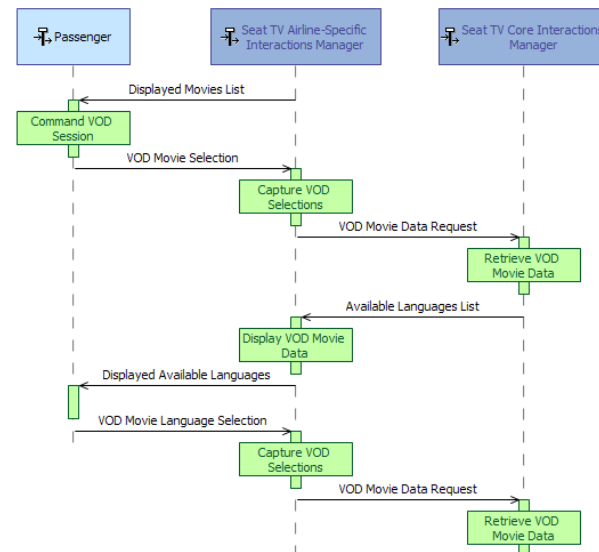 Passenger
Seat TV Airline-Specific
Interactions Manager
Seat TV Core Interactions
Manager
Displayed Movies List
Command VOD
Session
VOD Movie Selection
Capture VOD
Selections
VOD Movie Data Request
Retrieve VOD
Movie Data
Available Languages List
Display VOD Movie
Data
Displayed Available Languages
VOD Movie Language Selection
Capture VOD
Selections
VOD Movie Data Request
Retrieve VOD
Movie Data